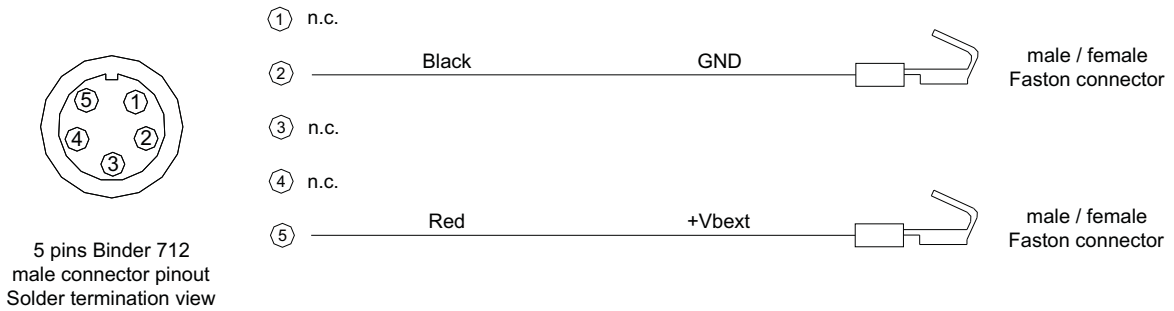 1 n.c.
2 Black GND
male / female
Faston connector
5 1
4 2
3
3 n.c.
4 n.c.
5 Red +Vbext
male / female
Faston connector
5 pins Binder 712
male connector pinout
Solder termination view